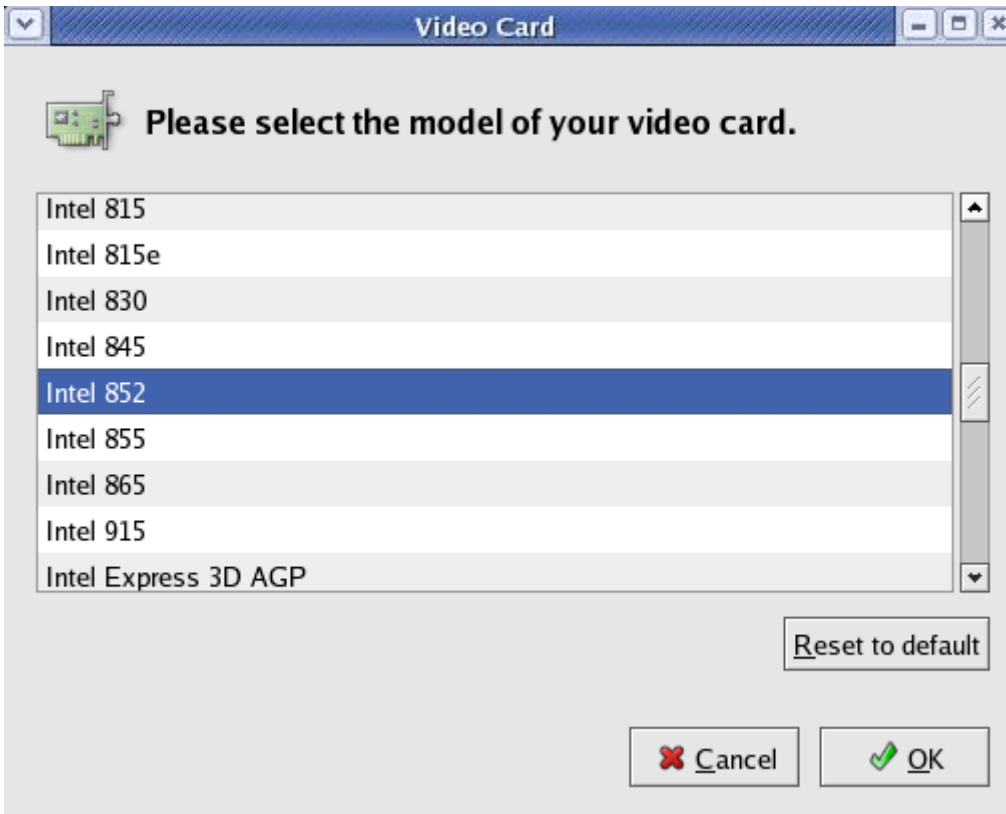 Video Card
Please select the model of your video card.
Intel 815
Intel 815e
Intel 830
Intel 845
Intel 852
Intel 855
Intel 865
Intel 915
Intel Express 3D AGP
Reset to default
Cancel
OK